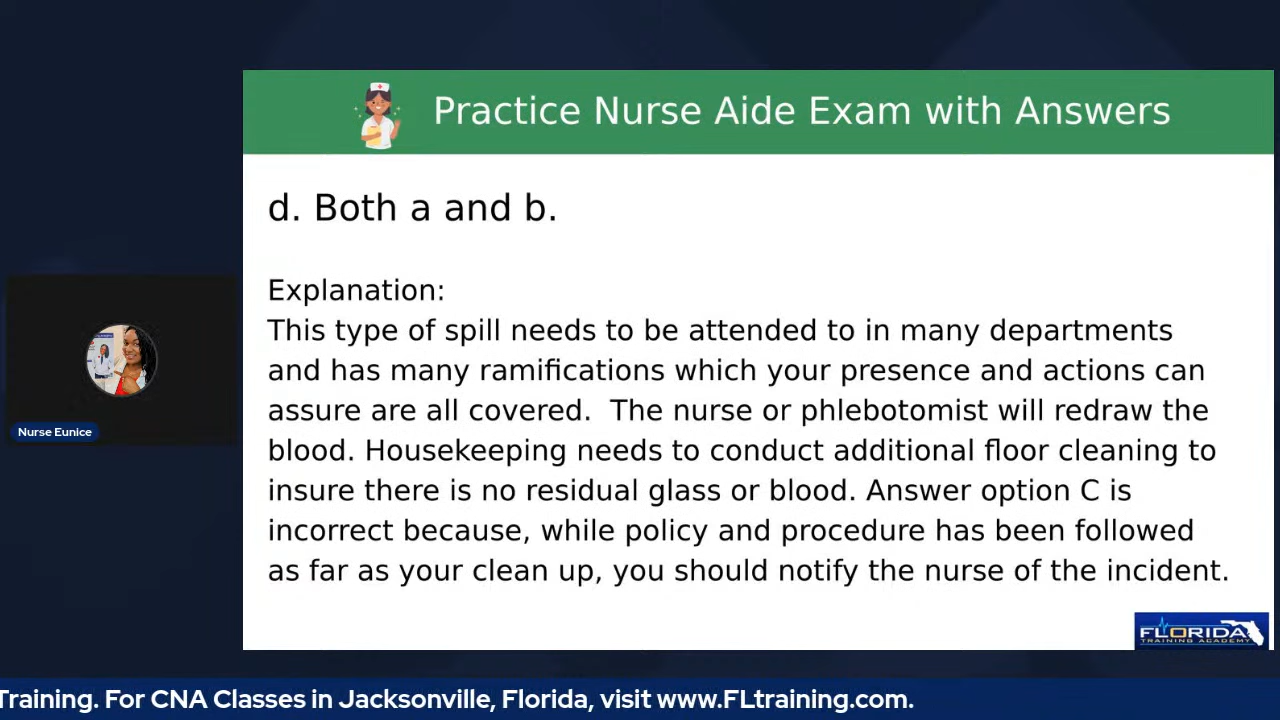 Practice Nurse Aide Exam with Answers
d. Both a and b.
Explanation:
This type of spill needs to be attended to in many departments
and has many ramifications which your presence and actions can
assure are all covered.  The nurse or phlebotomist will redraw the
blood. Housekeeping needs to conduct additional floor cleaning to
insure there is no residual glass or blood. Answer option C is
incorrect because, while policy and procedure has been followed
as far as your clean up, you should notify the nurse of the incident.
Nurse Eunice
FLORIDA
TRAINING ACADEMY
Training. For CNA Classes in Jacksonville, Florida, visit www.FLtraining.com.